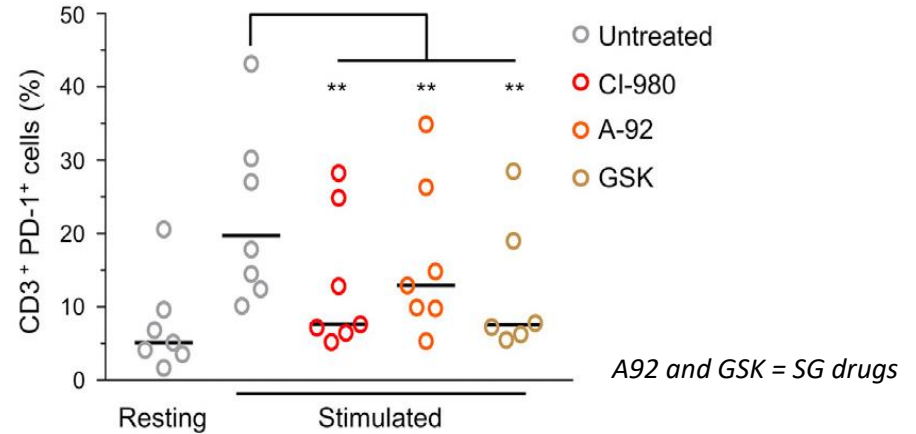 50
40
30
20
10
0
CD3+ PD-1+ cells (%)
** ** **
Untreated
CI-980
A-92
GSK
A92 and GSK = SG drugs
Resting Stimulated